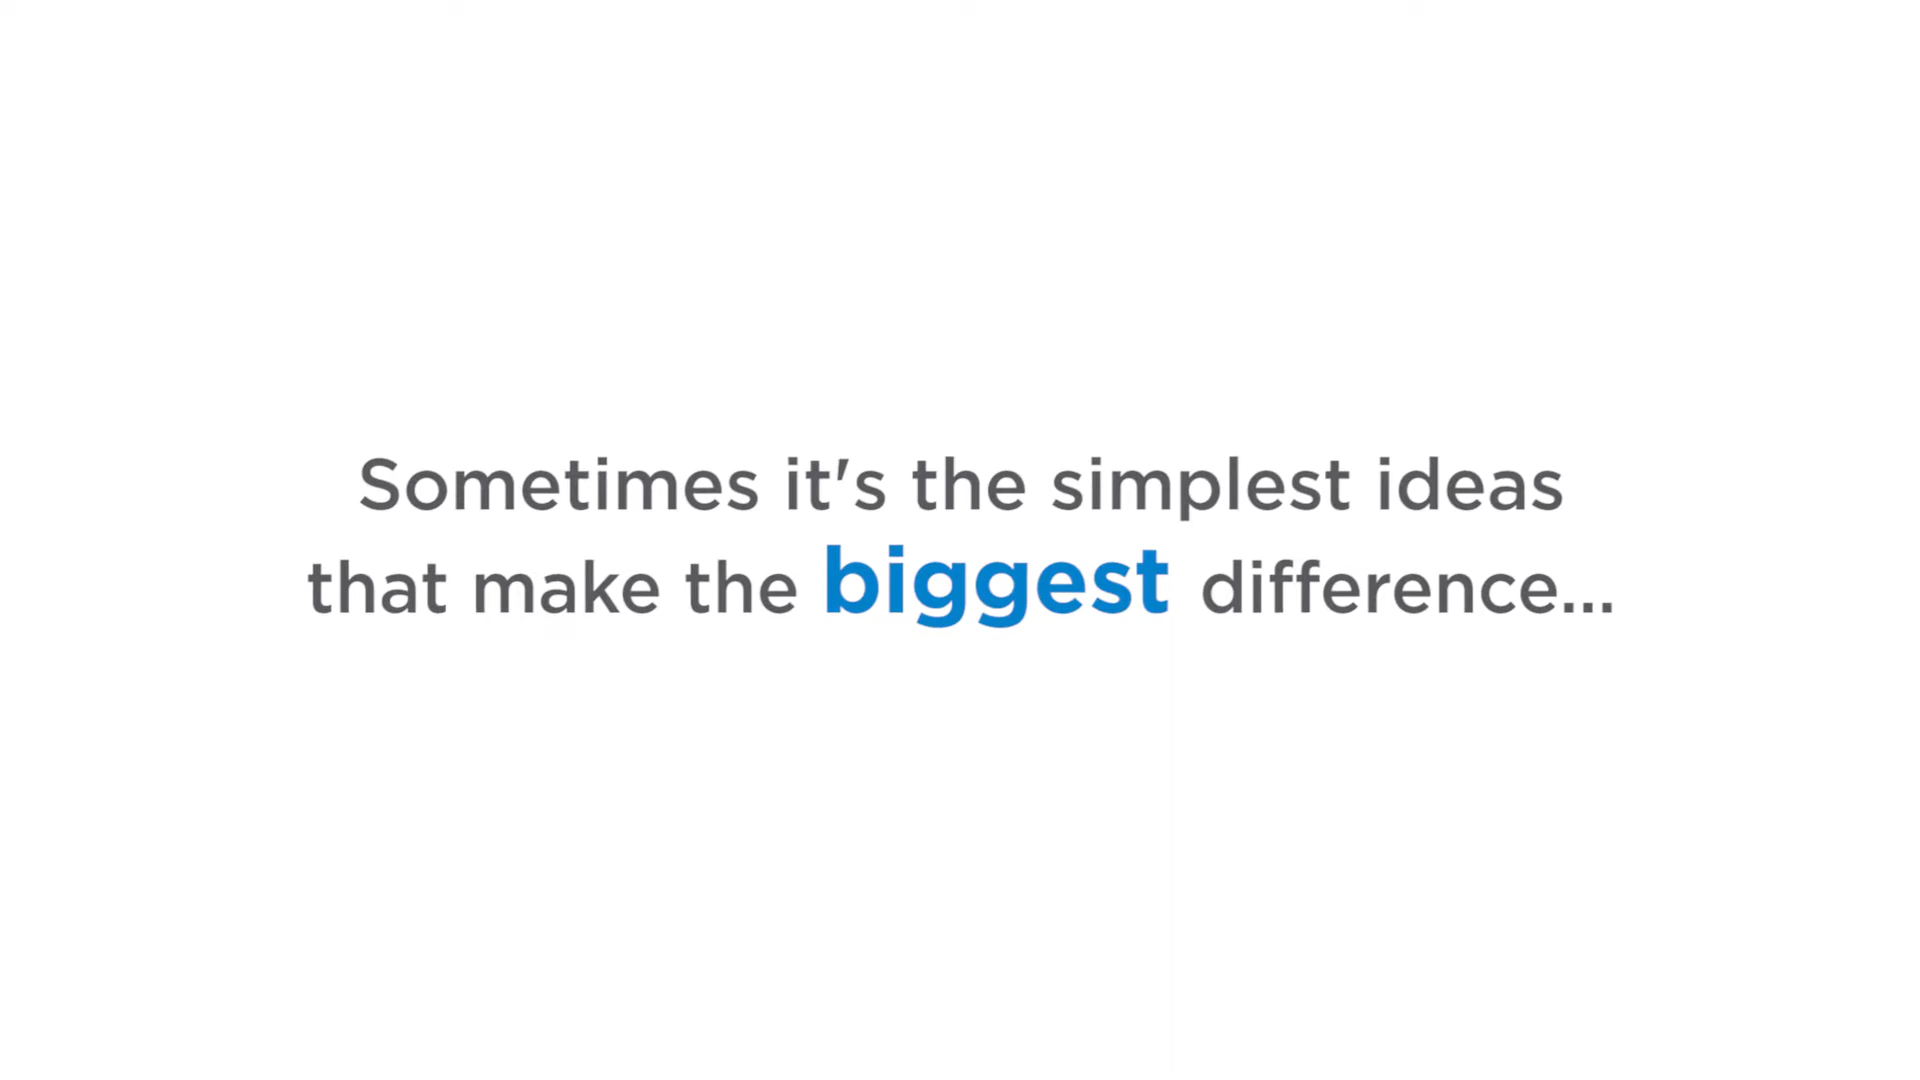 Sometimes it's the simplest ideas
that make the biggest difference...